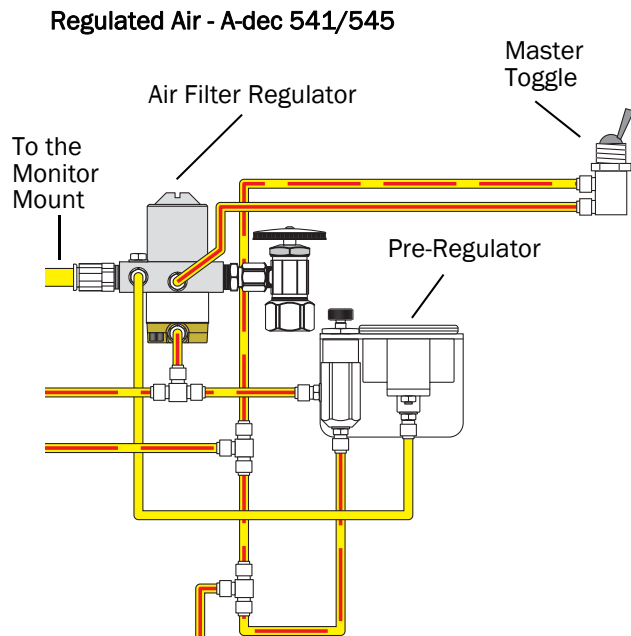 Regulated Air - A-dec 541/545
Master
Toggle
Air Filter Regulator
To the
Monitor
Mount
Pre-Regulator